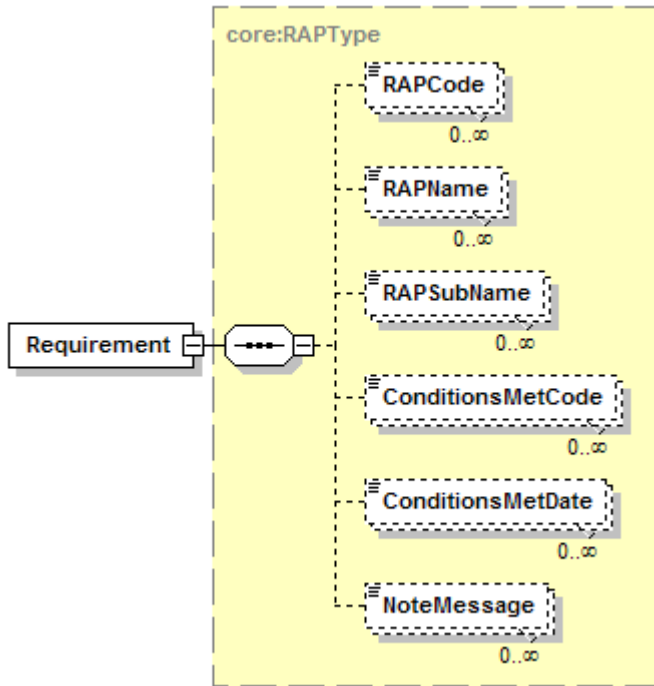 core:RAPType
RAPCode
0..∞
RAPName
0..∞
RAPSubName
0..∞
Requirement
ConditionsMetCode
0..∞
ConditionsMetDate
0..∞
NoteMessage
0..∞